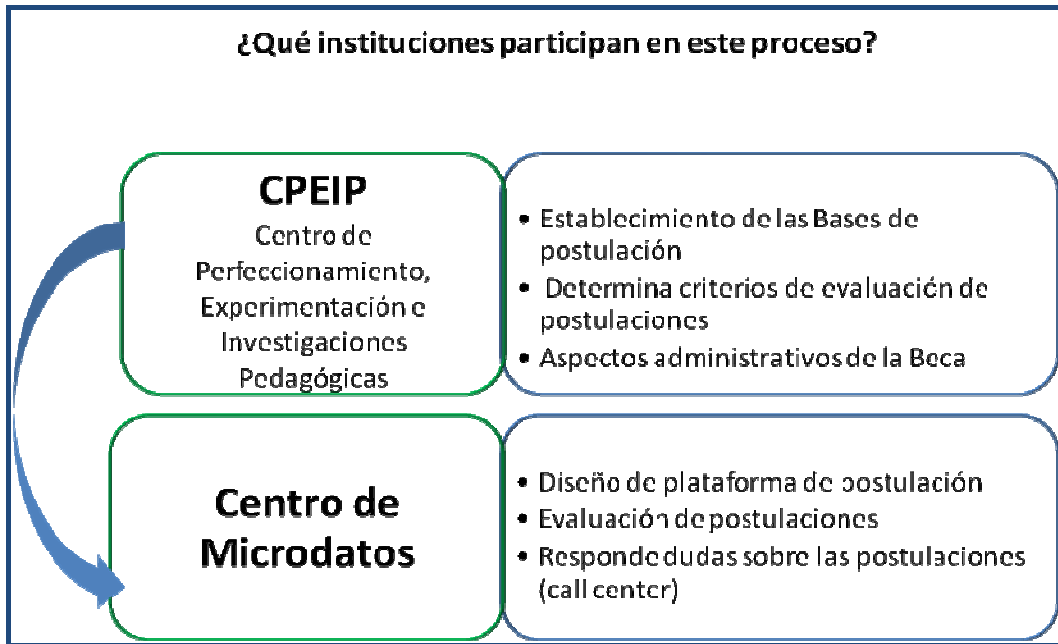 ¿Qué instituciones participan en este proceso?
CPEIP
Centro de
Perfeccionamiento,
Experimentación e
Investigaciones
Pedagógicas
• Establecimiento de las Bases de
postulación
• Determina criterios de evaluación de
postulaciones
• Aspectos administrativos de la Beca
Centro de
Microdatos
• Diseño de plataforma de postulación
• Evaluación de postulaciones
• Responde dudas sobre las postulaciones
(call center)